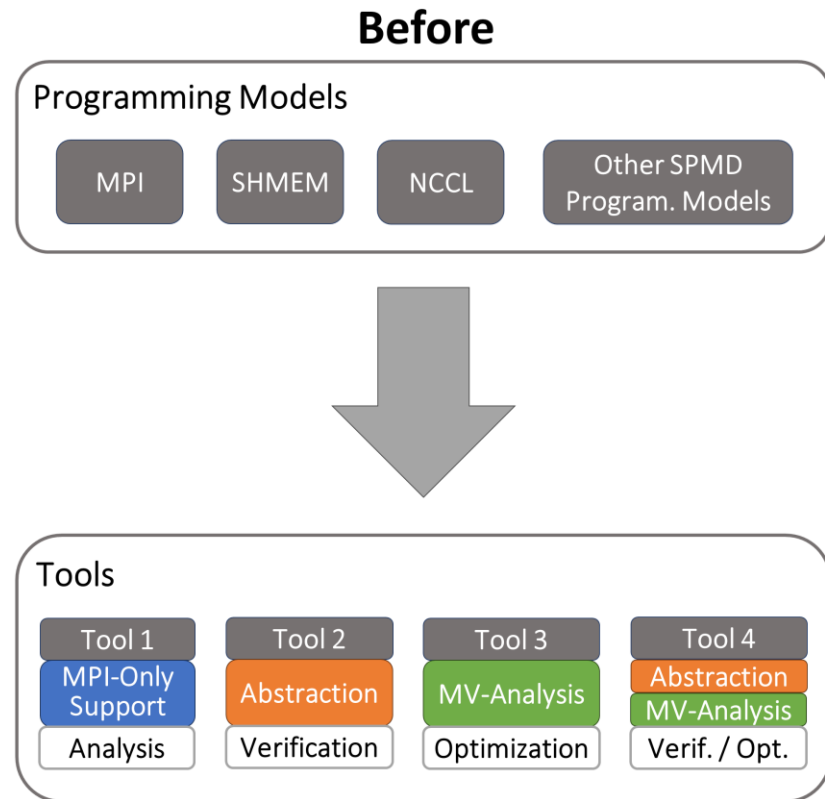 Before
Programming Models
MPI
SHMEM
NCCL
Other SPMD
Program. Models
Tools
Tool 1
MPI-Only
Support
Analysis
Tool 2
Abstraction
Verification
Tool 3
MV-Analysis
Optimization
Tool 4
Abstraction
MV-Analysis
Verif. / Opt.